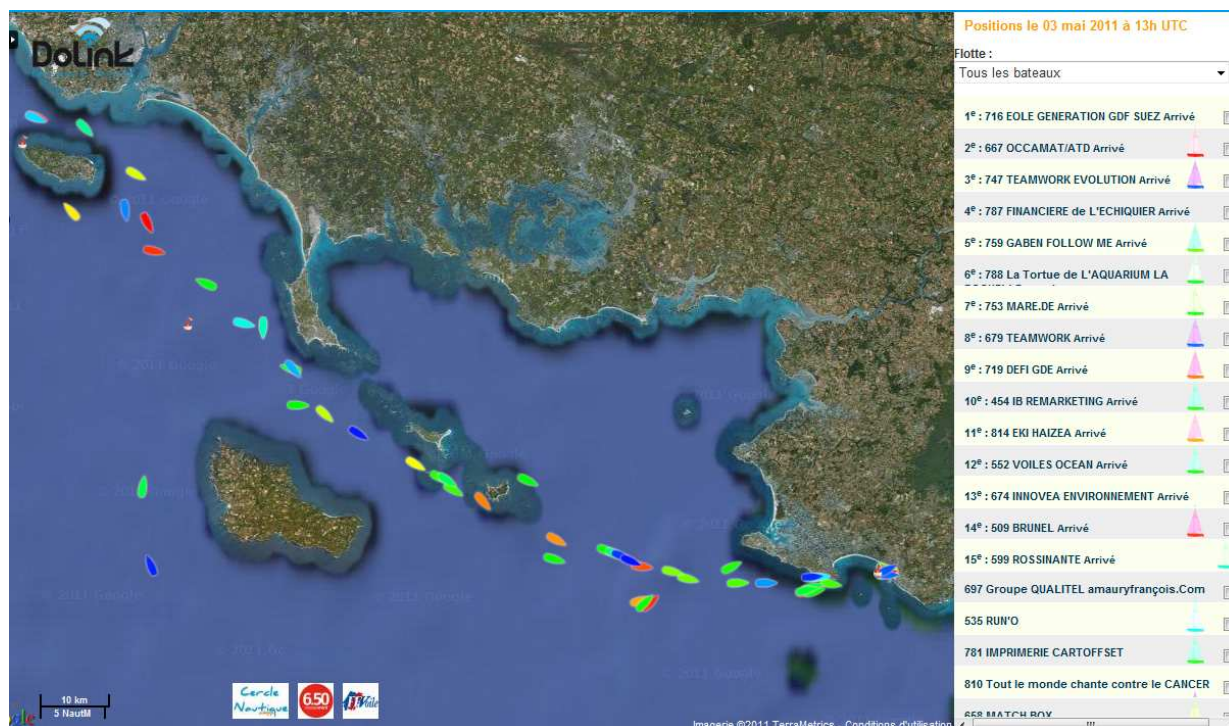 DoLink
Positions le 03 mai 2011 à 13h UTC
Flotte :
Tous les bateaux
1e : 716 EOLE GENERATION GDF SUEZ Arrivé
2e : 667 OCCAMAT/ATD Arrivé
3e : 747 TEAMWORK EVOLUTION Arrivé
4e : 787 FINANCIERE de L'ECHIQUIER Arrivé
5e : 759 GABEN FOLLOW ME Arrivé
6e : 788 La Tortue de L'AQUARIUM LA
7e : 753 MARE.DE Arrivé
8e : 679 TEAMWORK Arrivé
9e : 719 DEFI GDE Arrivé
10e : 454 IB REMARKETING Arrivé
11e : 814 EKI HAIZEA Arrivé
12e : 552 VOILES OCEAN Arrivé
13e : 674 INNOVEA ENVIRONNEMENT Arrivé
14e : 509 BRUNEL Arrivé
15e : 599 ROSSINANTE Arrivé
697 Groupe QUALITEL amauryfrançois.Com
535 RUN'O
781 IMPRIMERIE CARTOFFSET
810 Tout le monde chante contre le CANCER
658 MATCH BOX
10 km
5 NautM
Cercle
Nautique
6.50
Voile
Imagerie ©2011 TerraMetrics - Conditions d'utilisation